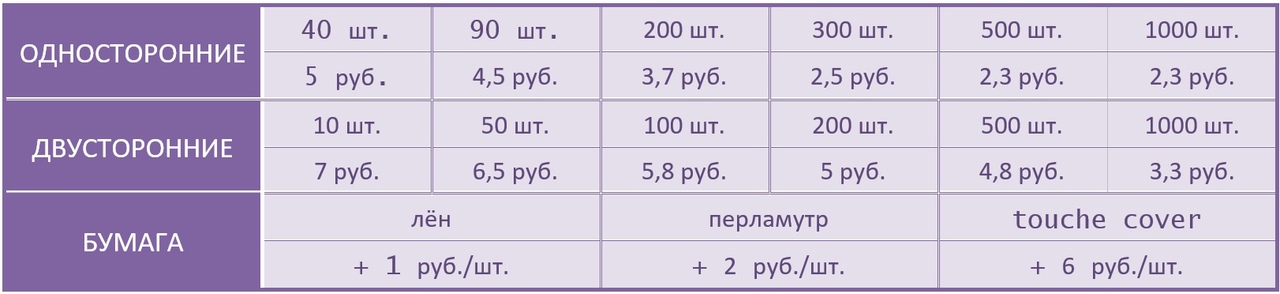 ОДНОСТОРОННИЕ
40 шт. 90 шт. 200 шт. 300 шт. 500 шт. 1000 шт.
5 руб. 4,5 руб. 3,7 руб. 2,5 руб. 2,3 руб. 2,3 руб.
ДВУСТОРОННИЕ
10 шт. 50 шт. 100 шт. 200 шт. 500 шт. 1000 шт.
7 руб. 6,5 руб. 5,8 руб. 5 руб. 4,8 руб. 3,3 руб.
БУМАГА
лён перламутр touche cover
+ 1 руб./шт. + 2 руб./шт. + 6 руб./шт.